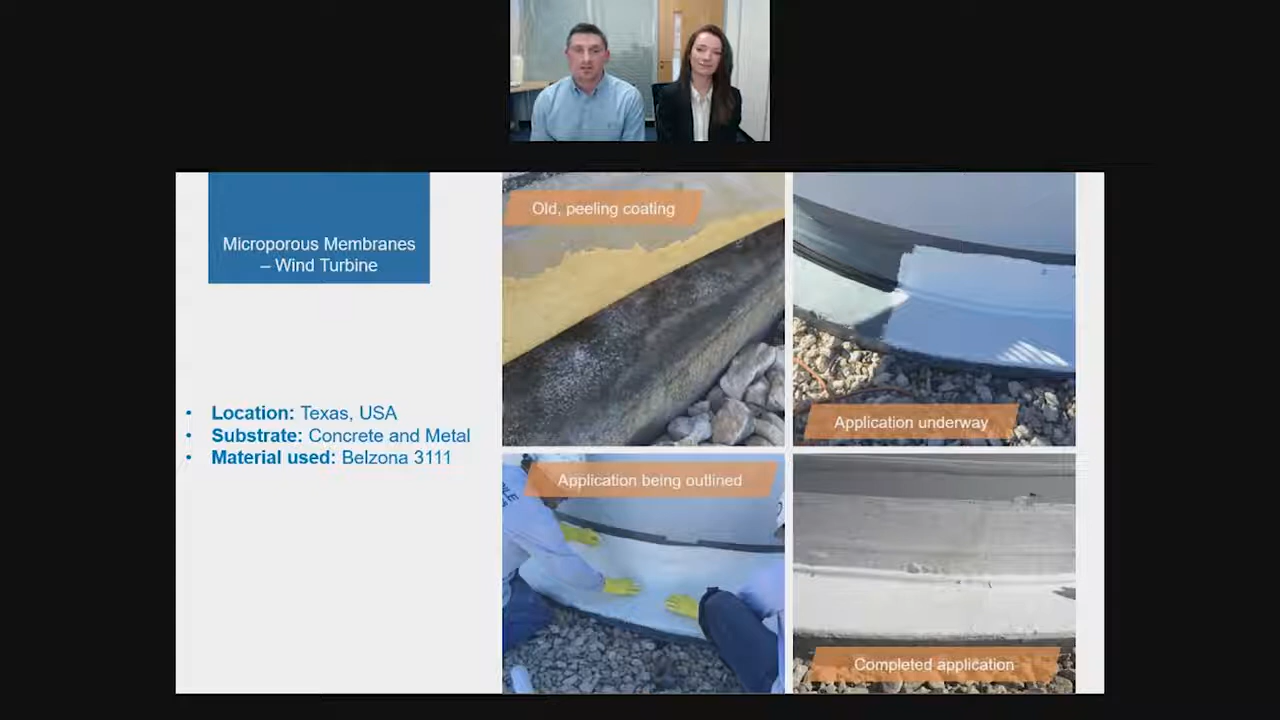 Microporous Membranes
– Wind Turbine
• Location: Texas, USA
• Substrate: Concrete and Metal
• Material used: Belzona 3111
Old, peeling coating
Application underway
Application being outlined
Completed application